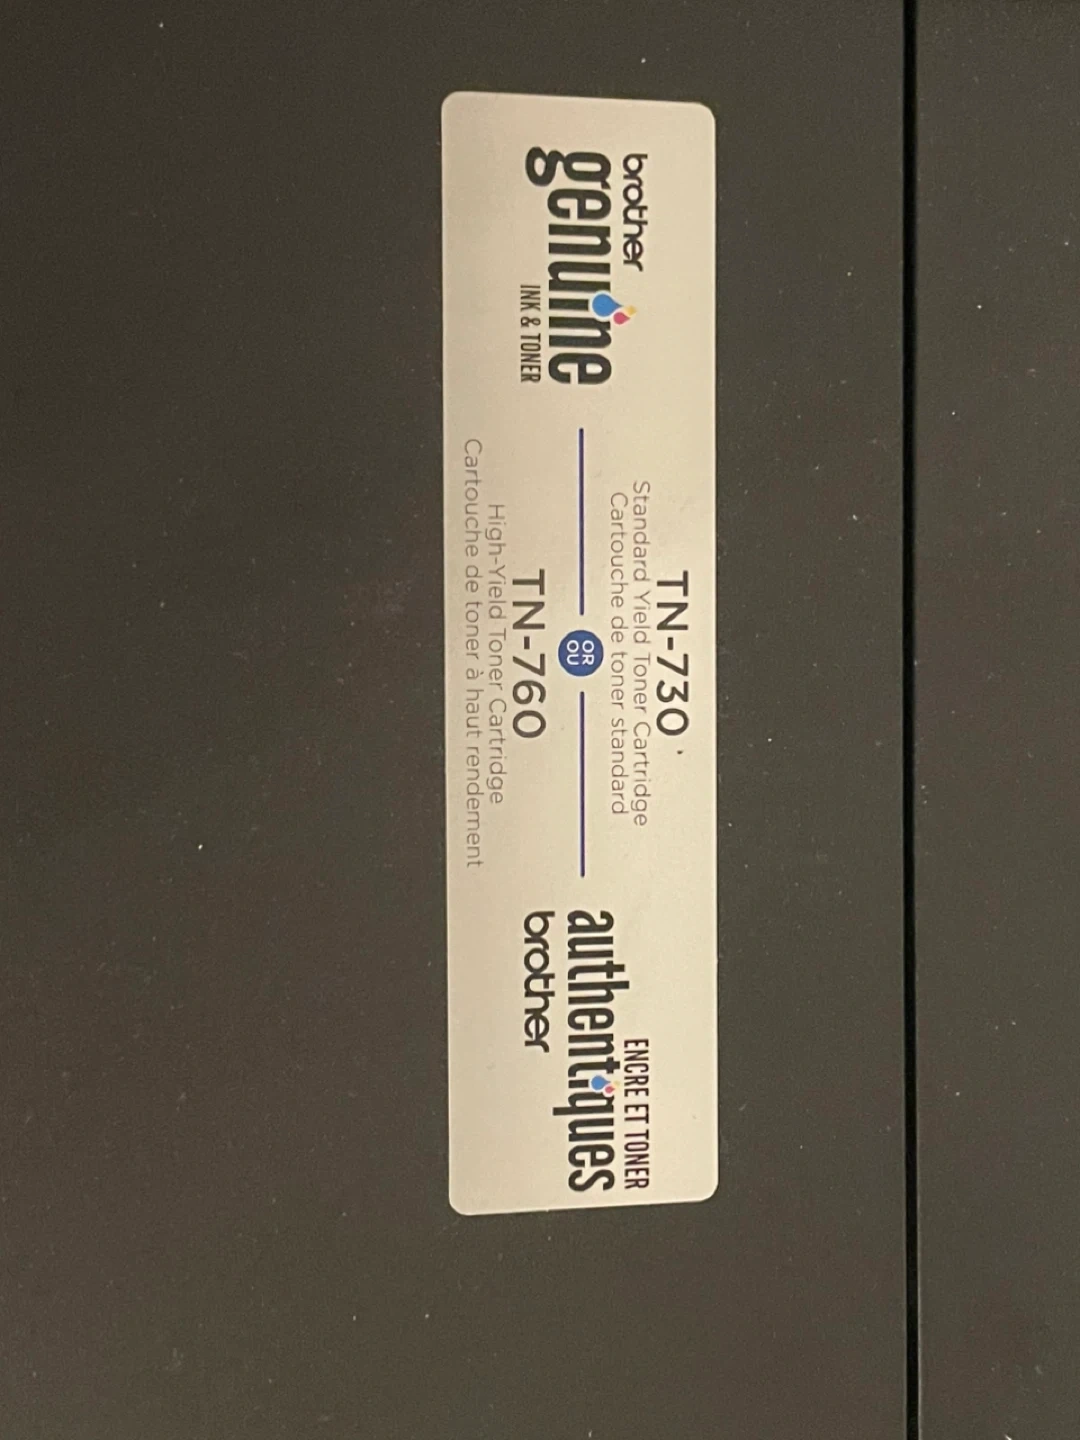 brother
genuine
INK & TONER
TN-730
Standard Yield Toner Cartridge
Cartouche de toner standard
OR
OU
TN-760
High-Yield Toner Cartridge
Cartouche de toner à haut rendement
ENCRE ET TONER
authentiques
brother